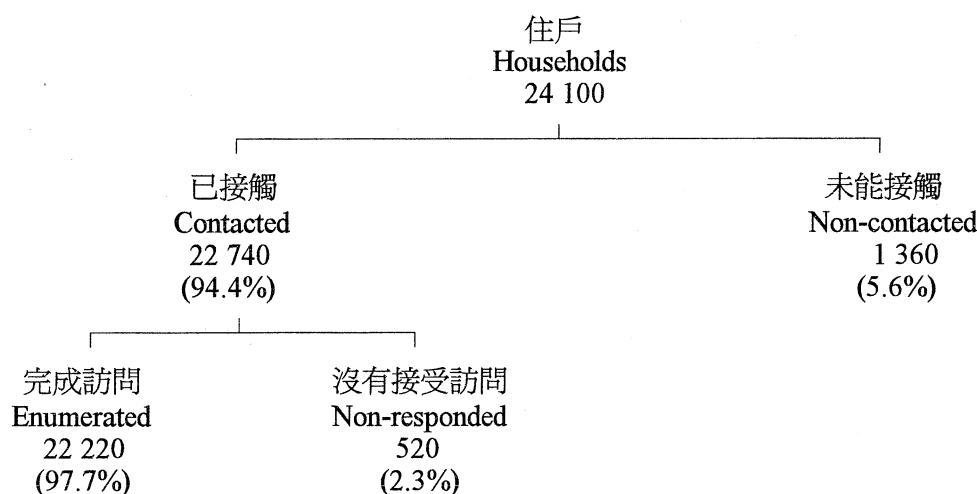 住戶
Households
24 100
已接觸
Contacted
22 740
(94.4%)
未能接觸
Non-contacted
1 360
(5.6%)
完成訪問
Enumerated
22 220
(97.7%)
沒有接受訪問
Non-responded
520
(2.3%)